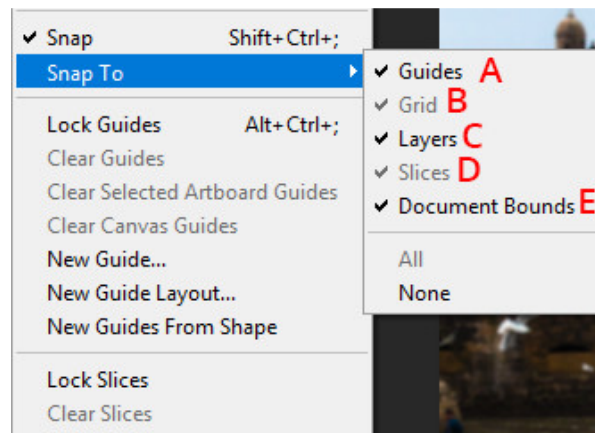 Snap Shift+Ctrl+;
Snap To
Lock Guides Alt+Ctrl+;
Clear Guides
Clear Selected Artboard Guides
Clear Canvas Guides
New Guide...
New Guide Layout...
New Guides From Shape
Lock Slices
Clear Slices
Guides A
Grid B
Layers C
Slices D
Document Bounds E
All
None